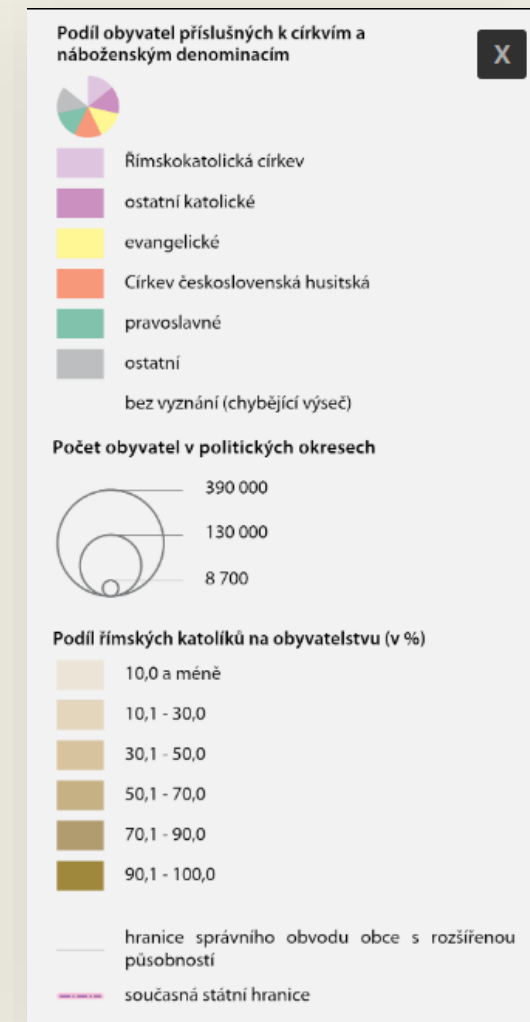 Podíl obyvatel příslušných k církvím a
náboženským denominacím
X
Římskokatolická církev
ostatní katolické
evangelické
Církev československá husitská
pravoslavné
ostatní
bez vyznání (chybějící výseč)
Počet obyvatel v politických okresech
390 000
130 000
8 700
Podíl římských katolíků na obyvatelstvu (v %)
10,0 a méně
10,1 - 30,0
30,1 - 50,0
50,1 - 70,0
70,1 - 90,0
90,1 - 100,0
hranice správního obvodu obce s rozšířenou
působností
současná státní hranice